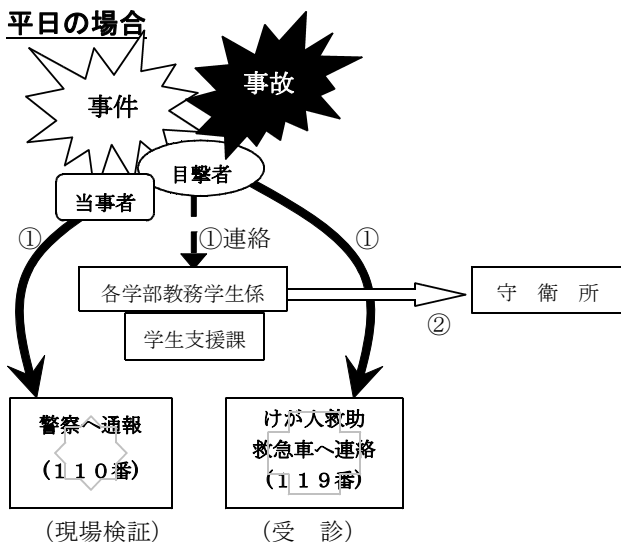 平日の場合
事件
事故
目撃者
当事者
①
①連絡
①
各学部教務学生係
守　衛　所
②
学生支援課
警察へ通報
(１１０番)
けが人救助
救急車へ連絡
(１１９番)
（現場検証）
（受　診）